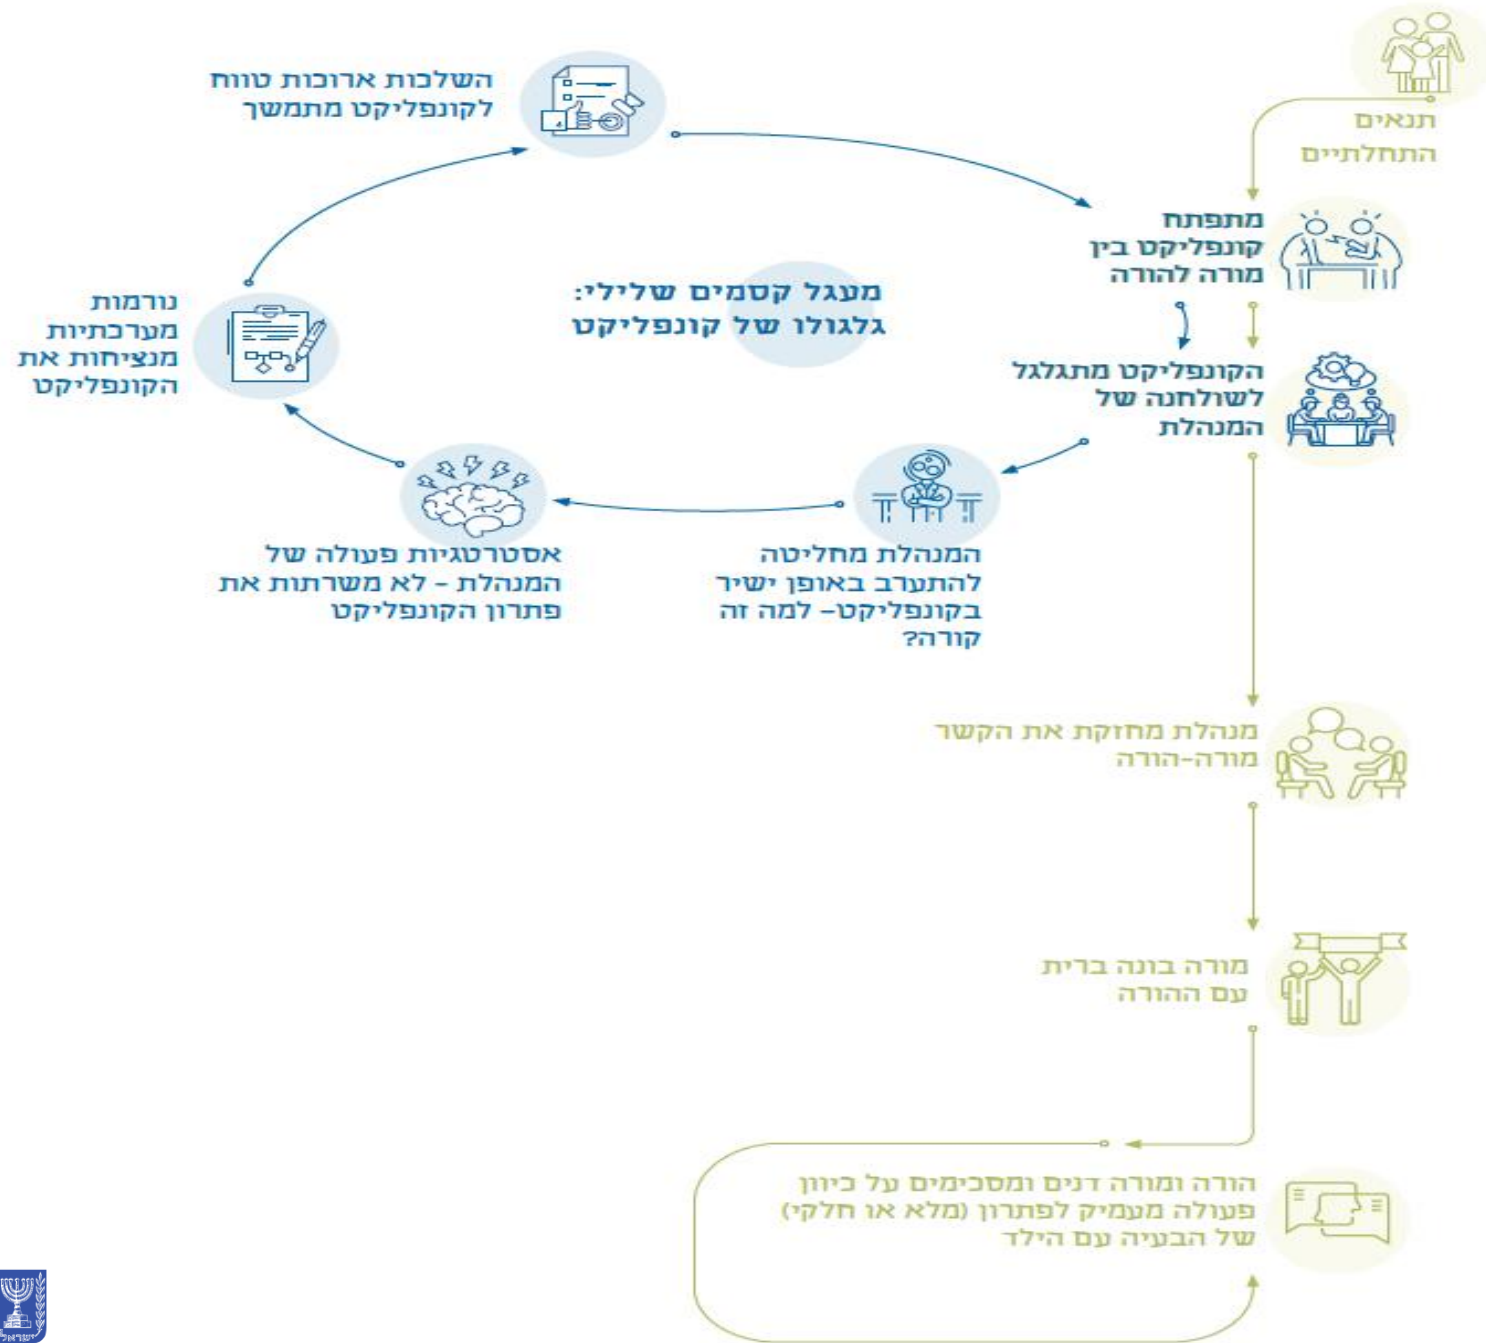 תנאים
התחלתיים
מתפתח
קונפליקט בין
מורה להורה
הקונפליקט מתגלגל
לשולחנה של
המנהלת
השלכות ארוכות טווח
לקונפליקט מתמשך
מעגל קסמים שלילי:
גלגולו של קונפליקט
נורמות
מערכתיות
מנציחות את
הקונפליקט
המנהלת מחליטה
להתערב באופן ישיר
בקונפליקט– למה זה
קורה?
אסטרטגיות פעולה של
המנהלת – לא משרתות את
פתרון הקונפליקט
מנהלת מחזקת את הקשר
מורה-הורה
מורה בונה ברית
עם ההורה
הורה ומורה דנים ומסכימים על כיוון
פעולה מעמיק לפתרון (מלא או חלקי)
של הבעיה עם הילד
ישראל